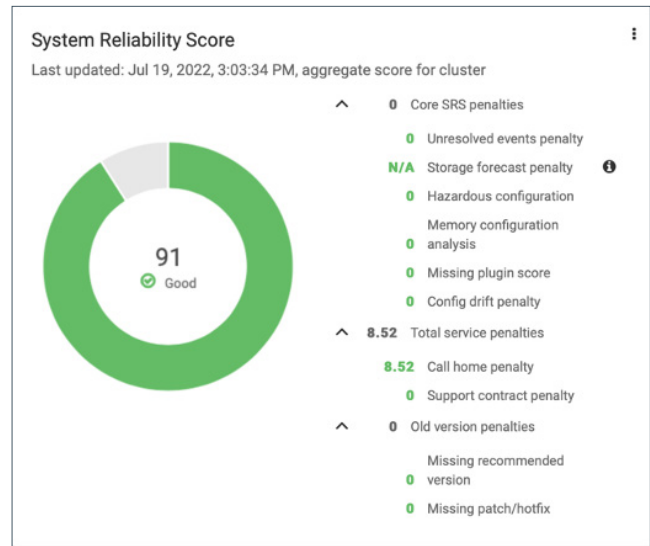 System Reliability Score
Last updated: Jul 19, 2022, 3:03:34 PM, aggregate score for cluster
91
Good
0 Core SRS penalties
0 Unresolved events penalty
N/A Storage forecast penalty
0 Hazardous configuration
Memory configuration
0 analysis
0 Missing plugin score
0 Config drift penalty
8.52 Total service penalties
8.52 Call home penalty
0 Support contract penalty
0 Old version penalties
Missing recommended
0 version
0 Missing patch/hotfix